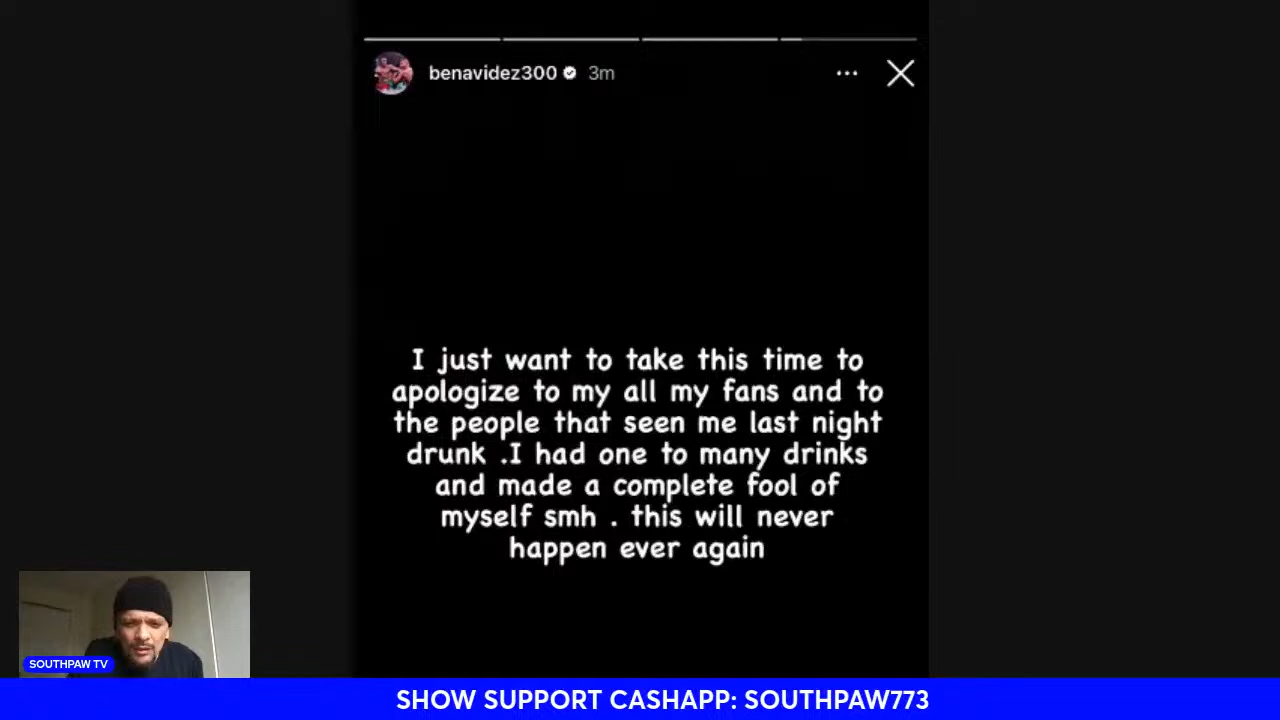 benavidez300 3m
I just want to take this time to
apologize to my all my fans and to
the people that seen me last night
drunk .I had one to many drinks
and made a complete fool of
myself smh . this will never
happen ever again
SOUTHPAW TV
SHOW SUPPORT CASHAPP: SOUTHPAW773